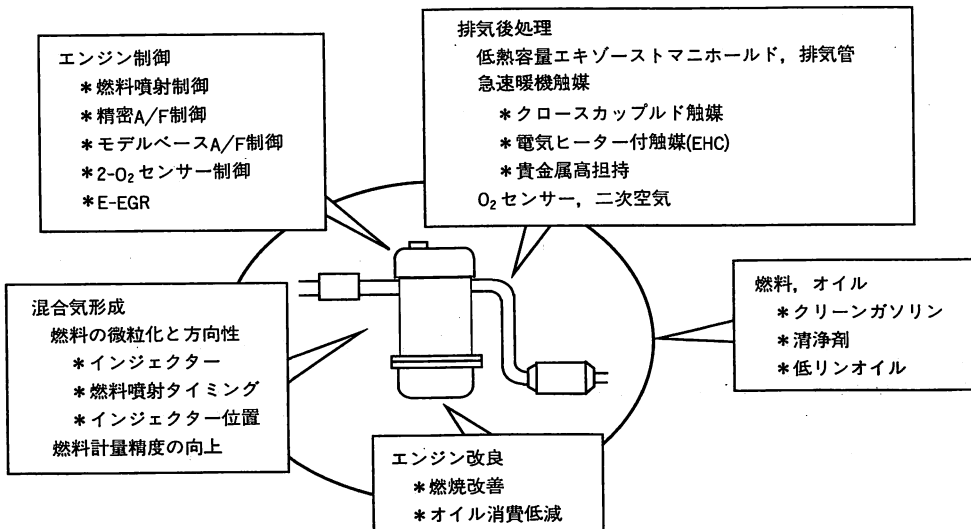 エンジン制御
*燃料噴射制御
*精密A/F制御
*モデルベースA/F制御
*2-O₂センサー制御
*E-EGR
排気後処理
低熱容量エキゾーストマニホールド，排気管
急速暖機触媒
*クロースカップルド触媒
*電気ヒーター付触媒(EHC)
*貴金属高担持
O₂センサー，二次空気
混合気形成
燃料の微粒化と方向性
*インジェクター
*燃料噴射タイミング
*インジェクター位置
燃料計量精度の向上
燃料，オイル
*クリーンガソリン
*清浄剤
*低リンオイル
エンジン改良
*燃焼改善
*オイル消費低減